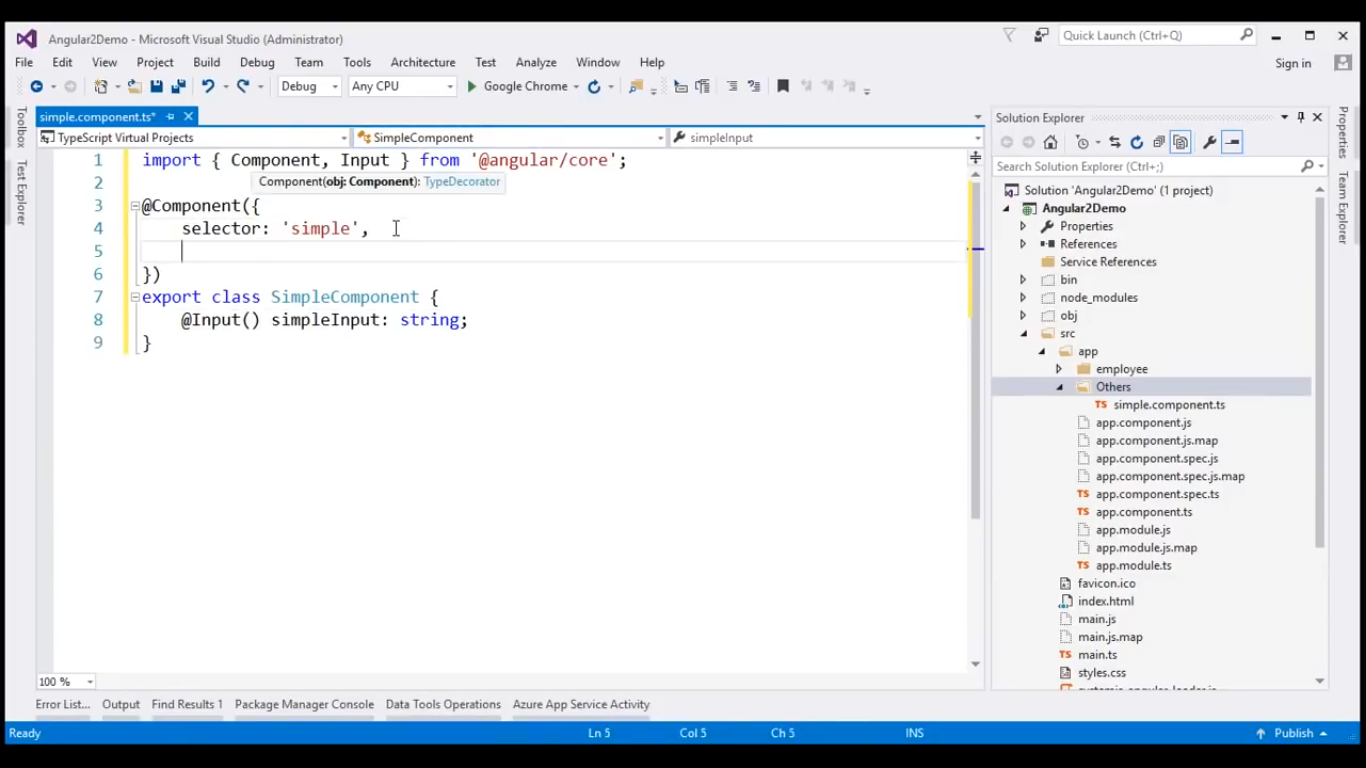 Angular2Demo - Microsoft Visual Studio (Administrator)
Quick Launch (Ctrl+Q)
File Edit View Project Build Debug Team Tools Architecture Test Analyze Window Help
Sign in
Debug Any CPU Google Chrome
Toolbox
Test Explorer
simple.component.ts*
TypeScript Virtual Projects SimpleComponent simpleInput
1 import { Component, Input } from '@angular/core';
Component(obj: Component): TypeDecorator
2
3 @Component({
4 selector: 'simple',
5
6 })
7 export class SimpleComponent {
8 @Input() simpleInput: string;
9 }
100 %
Solution Explorer
Search Solution Explorer (Ctrl+;)
Solution 'Angular2Demo' (1 project)
Angular2Demo
Properties
References
Service References
bin
node_modules
obj
src
app
employee
Others
simple.component.ts
app.component.js
app.component.js.map
app.component.spec.js
app.component.spec.js.map
app.component.spec.ts
app.component.ts
app.module.js
app.module.js.map
app.module.ts
favicon.ico
index.html
main.js
main.js.map
main.ts
styles.css
Properties
Team Explorer
Error List... Output Find Results 1 Package Manager Console Data Tools Operations Azure App Service Activity
Ready Ln 5 Col 5 Ch 5 INS Publish